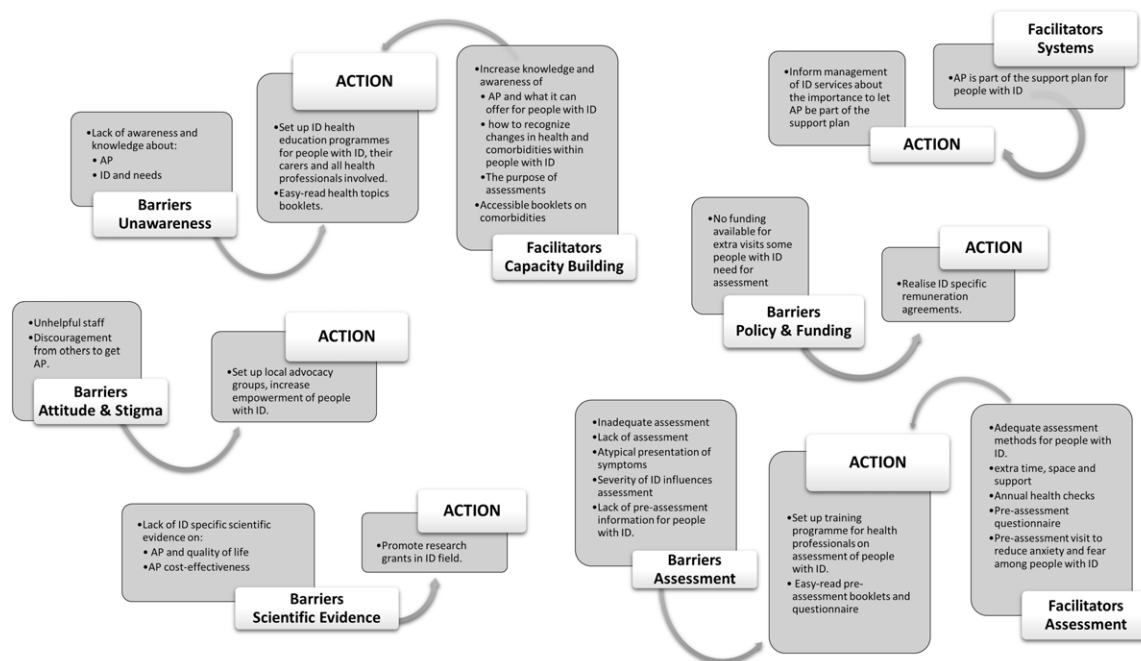 •Lack of awareness and
knowledge about:
• AP
• ID and needs
Barriers
Unawareness
ACTION
•Set up ID health
education programmes
for people with ID, their
carers and all health
professionals involved.
•Easy-read health topics
booklets.
•Increase knowledge and
awareness of
• AP and what it can
offer for people with ID
• how to recognize
changes in health and
comorbidities within
people with ID
•The purpose of
assessments
•Accessible booklets on
comorbidities
Facilitators
Capacity Building
•Unhelpful staff
•Discouragement
from others to get
AP.
Barriers
Attitude & Stigma
ACTION
•Set up local advocacy
groups, increase
empowerment of people
with ID.
•Lack of ID specific scientific
evidence on:
• AP and quality of life
•AP cost-effectiveness
Barriers
Scientific Evidence
ACTION
•Promote research
grants in ID field.
Facilitators
Systems
•AP is part of the support plan for
people with ID
•Inform management
of ID services about
the importance to let
AP be part of the
support plan
ACTION
•No funding
available for
extra visits some
people with ID
need for
assessment
Barriers
Policy & Funding
ACTION
•Realise ID specific
remuneration
agreements.
•Inadequate assessment
•Lack of assessment
•Atypical presentation of
symptoms
•Severity of ID influences
assessment
•Lack of pre-assessment
information for people
with ID.
Barriers
Assessment
ACTION
•Set up training
programme for health
professionals on
assessment of people
with ID.
• Easy-read pre-
assessment booklets and
questionnaire
•Adequate assessment
methods for people with
ID.
•extra time, space and
support
•Annual health checks
•Pre-assessment
questionnaire
•Pre-assessment visit to
reduce anxiety and fear
among people with ID
Facilitators
Assessment